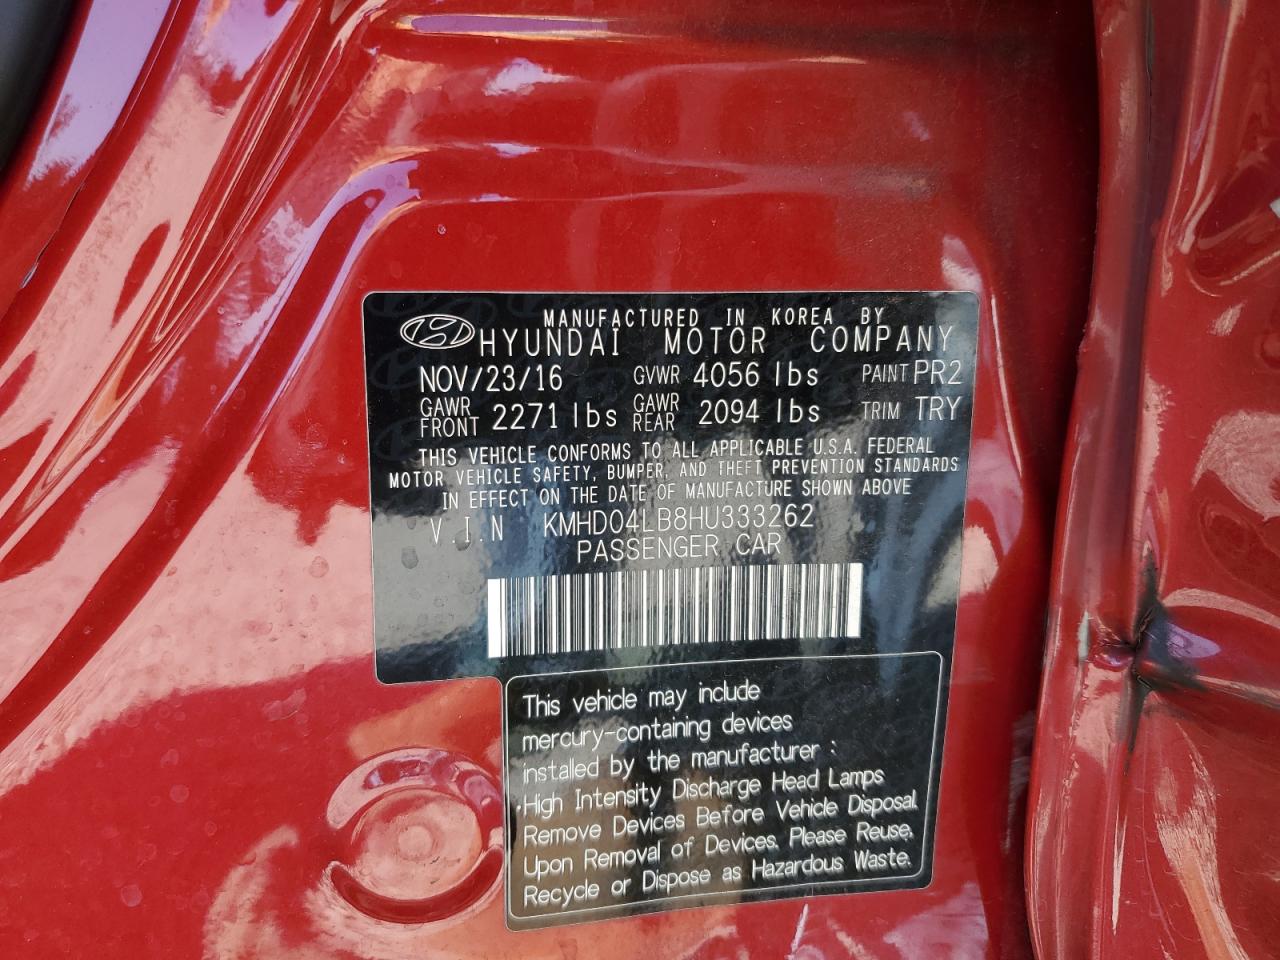 MANUFACTURED IN KOREA BY
HYUNDAI MOTOR COMPANY
NOV/23/16 GVWR 4056 lbs PAINT PR2
GAWR FRONT 2271 lbs GAWR REAR 2094 lbs TRIM TRY
THIS VEHICLE CONFORMS TO ALL APPLICABLE U.S.A. FEDERAL
MOTOR VEHICLE SAFETY, BUMPER, AND THEFT PREVENTION STANDARDS
IN EFFECT ON THE DATE OF MANUFACTURE SHOWN ABOVE
V.I.N KMHD04LB8HU333262
PASSENGER CAR
This vehicle may include
mercury-containing devices
installed by the manufacturer :
·High Intensity Discharge Head Lamps
Remove Devices Before Vehicle Disposal.
Upon Removal of Devices, Please Reuse,
Recycle or Dispose as Hazardous Waste.